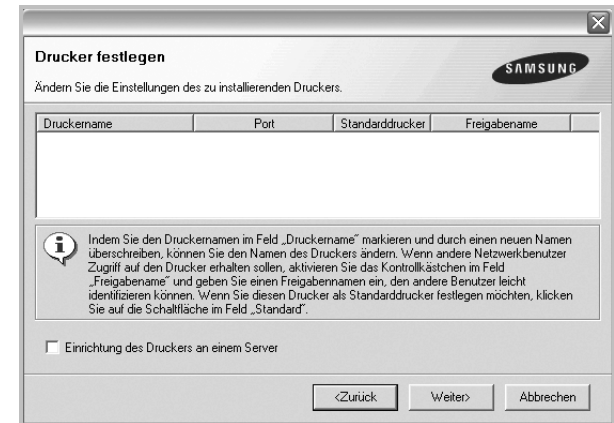 Drucker festlegen
SAMSUNG
Ändern Sie die Einstellungen des zu installierenden Druckers.
Druckername Port Standarddrucker Freigabename
Indem Sie den Druckernamen im Feld „Druckername" markieren und durch einen neuen Namen
überschreiben, können Sie den Namen des Druckers ändern. Wenn andere Netzwerkbenutzer
Zugriff auf den Drucker erhalten sollen, aktivieren Sie das Kontrollkästchen im Feld
„Freigabename" und geben Sie einen Freigabennamen ein, den andere Benutzer leicht
identifizieren können. Wenn Sie diesen Drucker als Standarddrucker festlegen möchten, klicken
Sie auf die Schaltfläche im Feld „Standard".
Einrichtung des Druckers an einem Server
<Zurück Weiter> Abbrechen